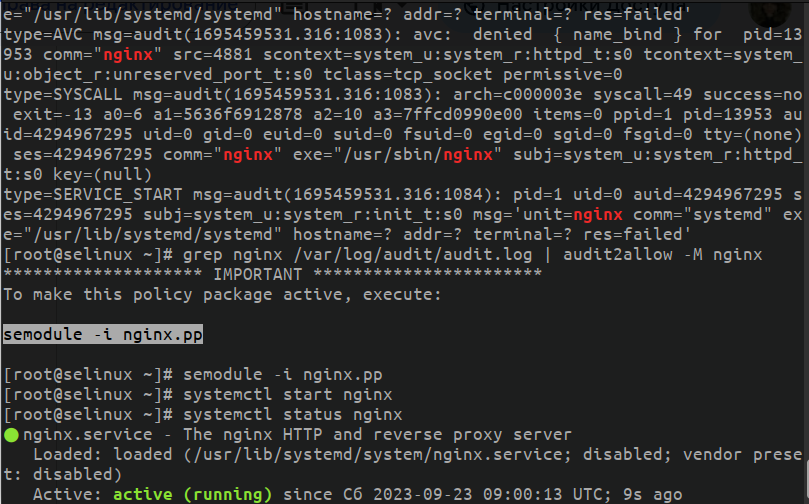 e="/usr/lib/systemd/systemd" hostname=? addr=? terminal=? res=failed'
type=AVC msg=audit(1695459531.316:1083): avc:  denied  { name_bind } for  pid=13
953 comm="nginx" src=4881 scontext=system_u:system_r:httpd_t:s0 tcontext=system_
u:object_r:unreserved_port_t:s0 tclass=tcp_socket permissive=0
type=SYSCALL msg=audit(1695459531.316:1083): arch=c000003e syscall=49 success=no
 exit=-13 a0=6 a1=5636f6912878 a2=10 a3=7ffcd0990e00 items=0 ppid=1 pid=13953 au
id=4294967295 uid=0 gid=0 euid=0 suid=0 fsuid=0 egid=0 sgid=0 fsgid=0 tty=(none)
 ses=4294967295 comm="nginx" exe="/usr/sbin/nginx" subj=system_u:system_r:httpd_
t:s0 key=(null)
type=SERVICE_START msg=audit(1695459531.316:1084): pid=1 uid=0 auid=4294967295 s
es=4294967295 subj=system_u:system_r:init_t:s0 msg='unit=nginx comm="systemd" ex
e="/usr/lib/systemd/systemd" hostname=? addr=? terminal=? res=failed'
[root@selinux ~]# grep nginx /var/log/audit/audit.log | audit2allow -M nginx
******************** IMPORTANT ***********************
To make this policy package active, execute:

semodule -i nginx.pp

[root@selinux ~]# semodule -i nginx.pp
[root@selinux ~]# systemctl start nginx
[root@selinux ~]# systemctl status nginx
● nginx.service - The nginx HTTP and reverse proxy server
   Loaded: loaded (/usr/lib/systemd/system/nginx.service; disabled; vendor prese
t: disabled)
   Active: active (running) since Сб 2023-09-23 09:00:13 UTC; 9s ago